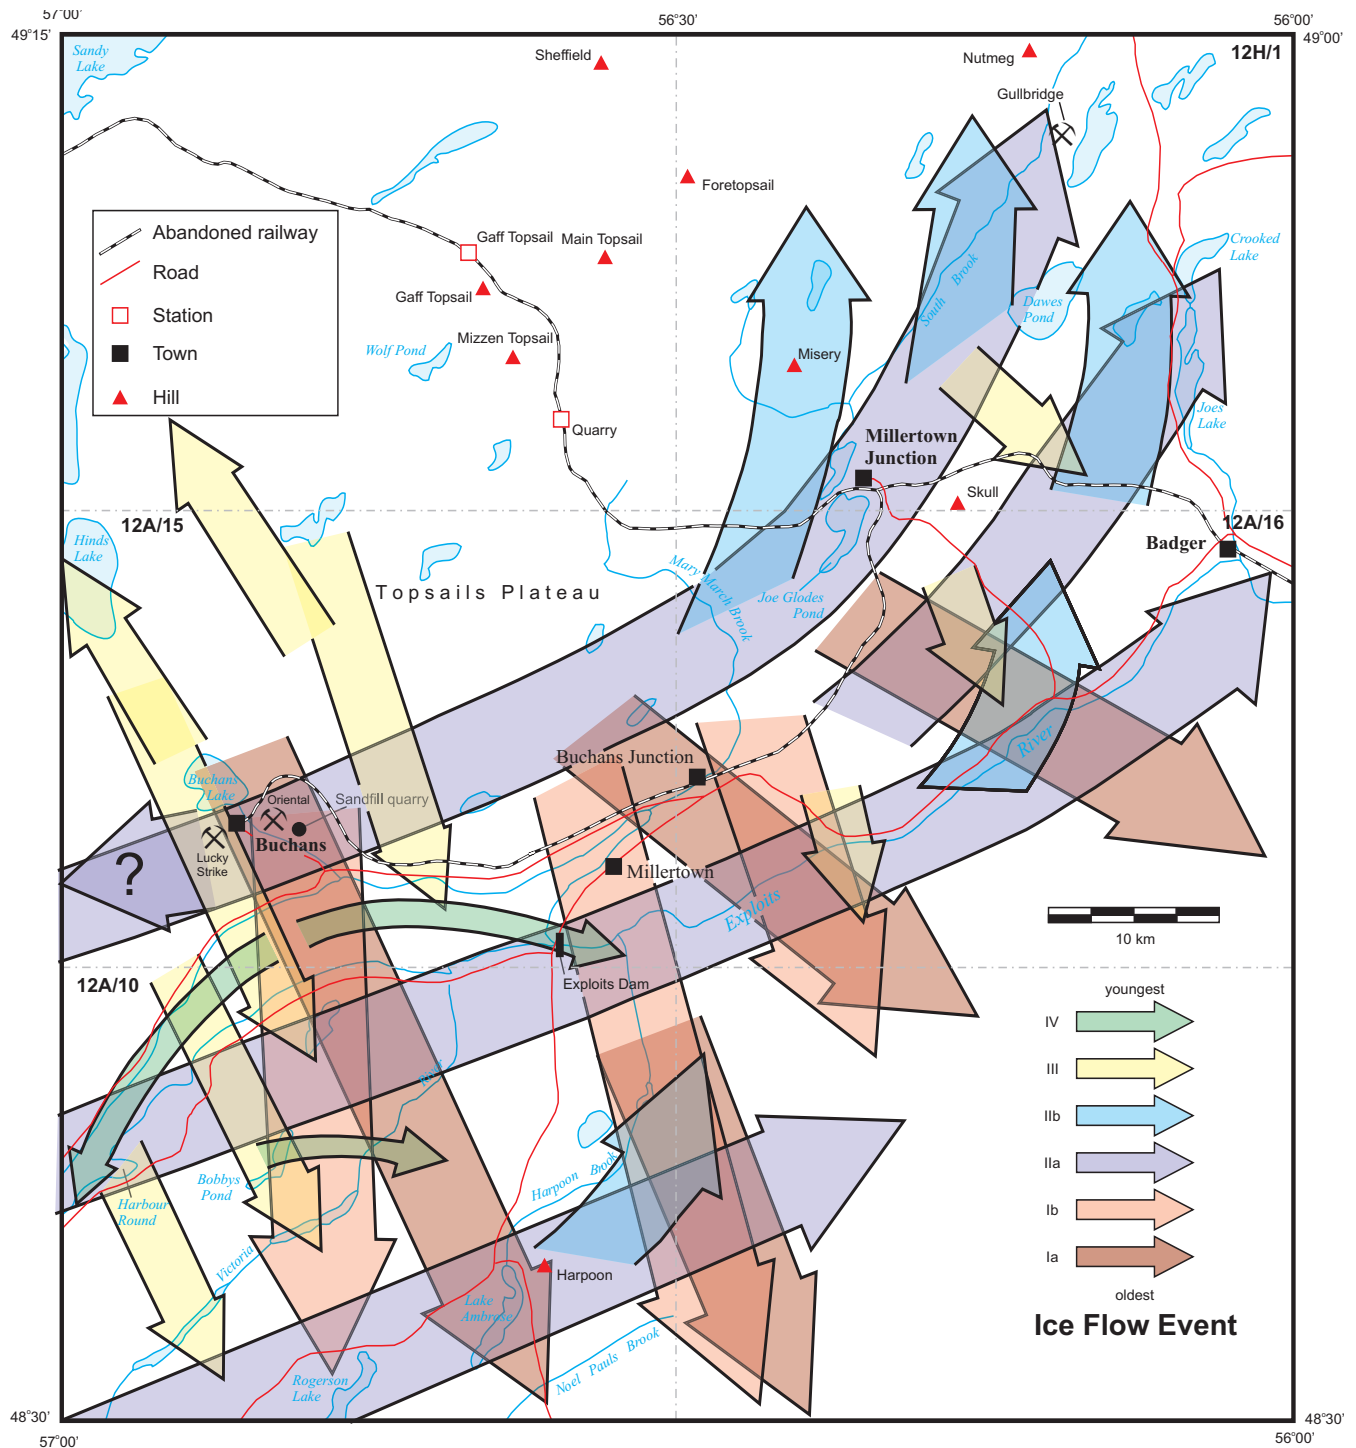 57°00'
56°30'
56°00'
49°15'
49°00'
Sandy
Lake
Sheffield
Nutmeg
12H/1
Gullbridge
Foretopsail
Abandoned railway
Road
Station
Town
Hill
Gaff Topsail
Main Topsail
Gaff Topsail
Crooked
Lake
South Brook
Dawes
Pond
Mizzen Topsail
Wolf Pond
Misery
Joes
Lake
Quarry
Millertown
Junction
Skull
12A/15
12A/16
Hinds
Lake
Badger
Topsails Plateau
Mary March Brook
Joe Glodes
Pond
River
Buchans Junction
Buchans
Lake
Oriental
Sandfill quarry
Lucky
Strike
Buchans
?
Millertown
Exploits
10 km
12A/10
Exploits Dam
youngest
IV
III
IIb
IIa
Ib
Ia
oldest
Ice Flow Event
River
Bobbys
Pond
Harbour
Round
Harpoon Brook
Victoria
Harpoon
Lake
Ambrose
Noel Pauls Brook
Rogerson
Lake
48°30'
48°30'
57°00'
56°00'